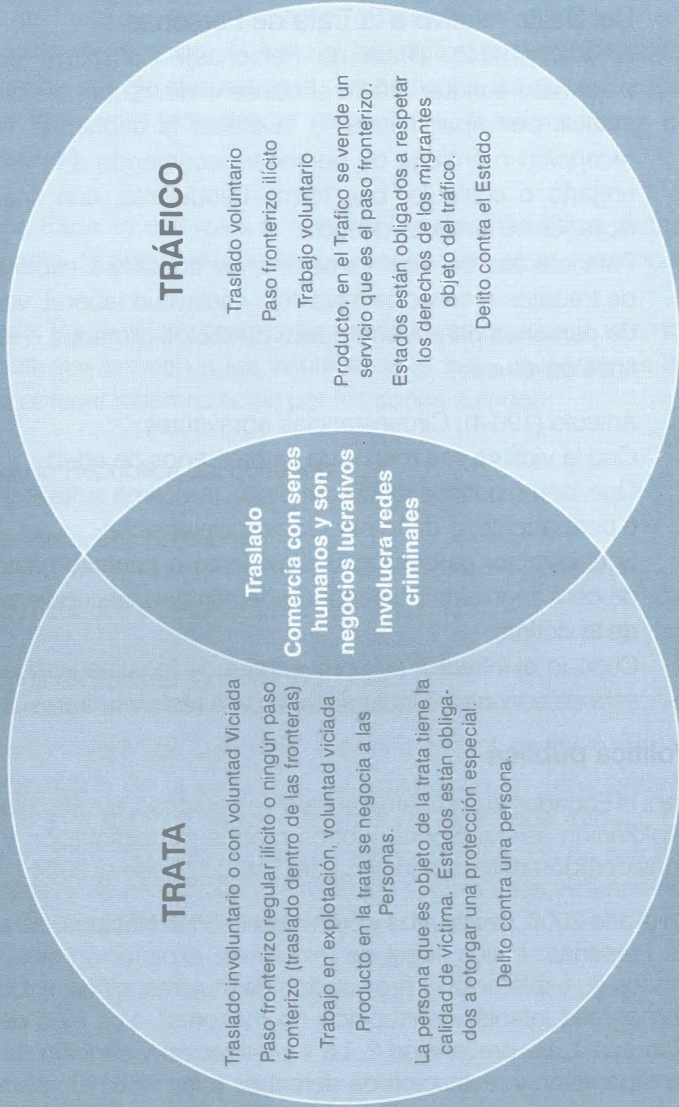 TRATA
Traslado involuntario o con voluntad Viciada
Paso fronterizo regular ilícito o ningún paso
fronterizo (traslado dentro de las fronteras)
Trabajo en explotación, voluntad viciada
Producto en la trata se negocia a las
Personas.
La persona que es objeto de la trata tiene la
calidad de víctima. Estados están obliga-
dos a otorgar una protección especial
Delito contra una persona.
Traslado
Comercia con seres
humanos y son
negocios lucrativos
Involucra redes
criminales
TRÁFICO
Traslado voluntario
Paso fronterizo ilícito
Trabajo voluntario
Producto, en el Trafico se vende un
servicio que es el paso fronterizo.
Estados están obligados a respetar
los derechos de los migrantes
objeto del tráfico.
Delito contra el Estado